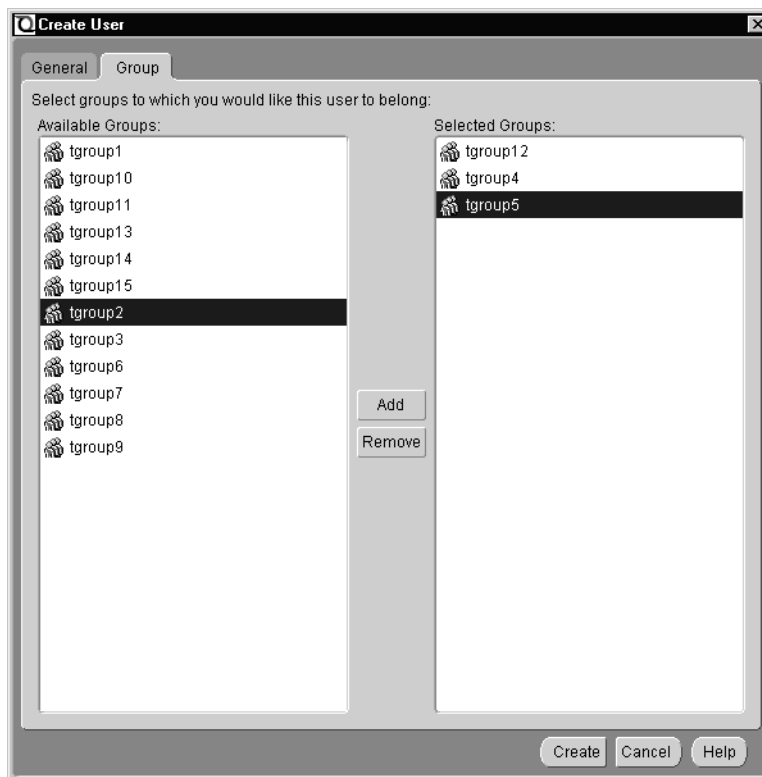 Create User
General
Group
Select groups to which you would like this user to belong:
Available Groups:
tgroup1
tgroup10
tgroup11
tgroup13
tgroup14
tgroup15
tgroup2
tgroup3
tgroup6
tgroup7
tgroup8
tgroup9
Add
Remove
Selected Groups:
tgroup12
tgroup4
tgroup5
Create
Cancel
Help